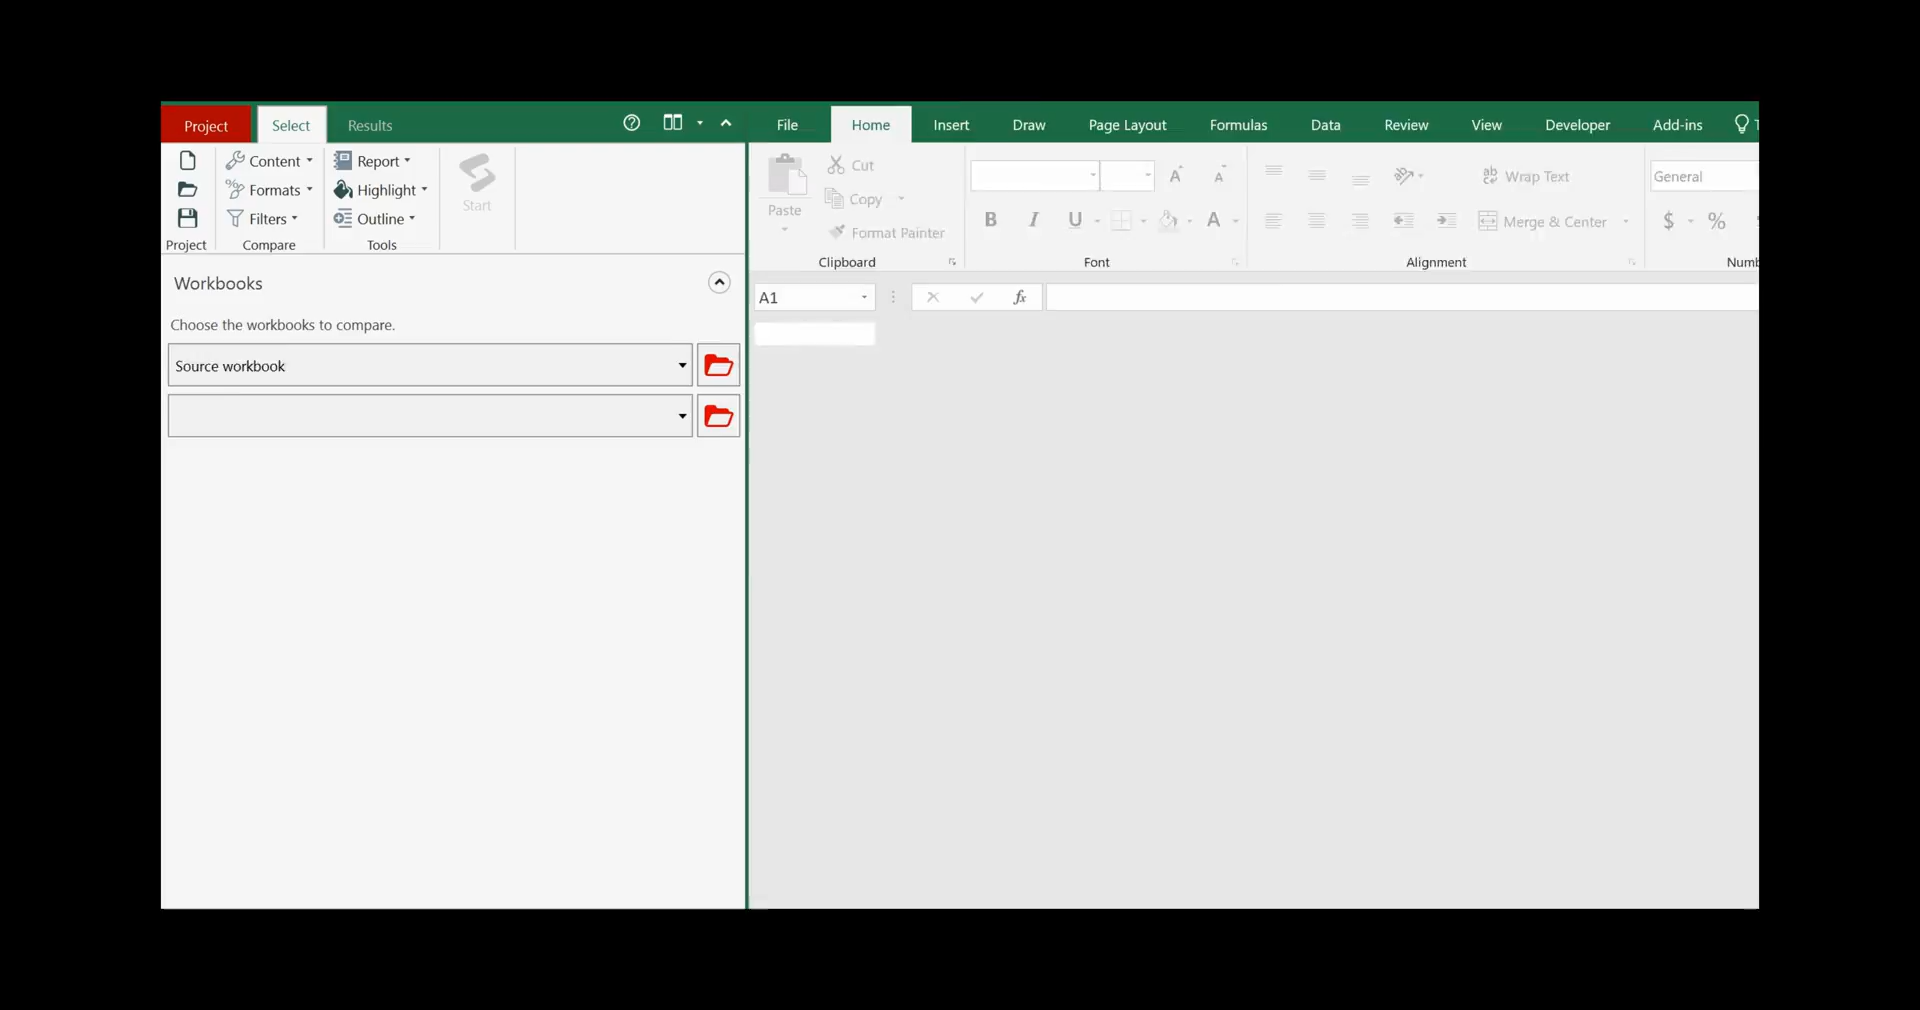 Project Select Results
Content Report
Formats Highlight Start
Filters Outline
Project Compare Tools
Workbooks
Choose the workbooks to compare.
Source workbook
File Home Insert Draw Page Layout Formulas Data Review View Developer Add-ins
Paste Cut
Copy
Format Painter
Clipboard
A A
B I U A
Font
ab Wrap Text
Merge & Center
Alignment
General
$ %
Numb
A1 fx